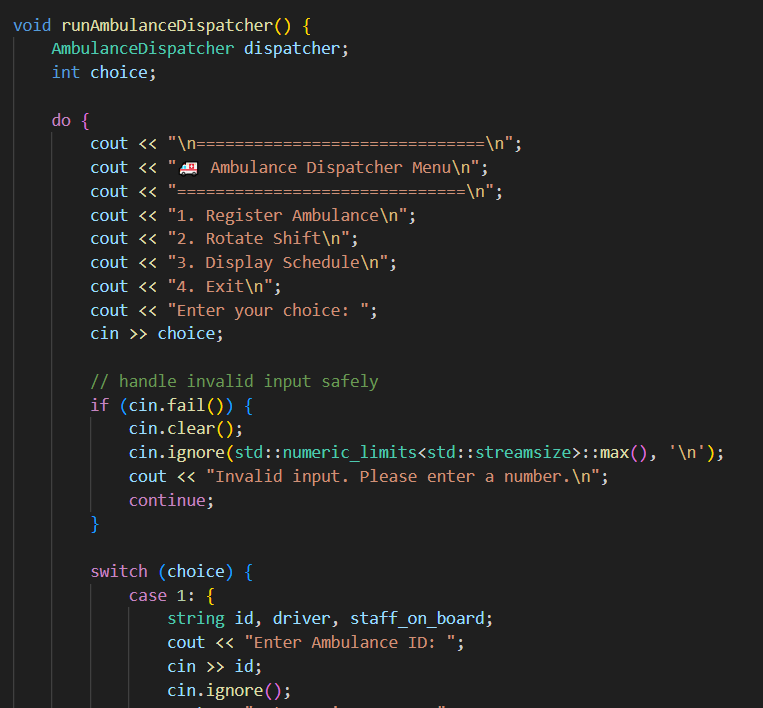 void runAmbulanceDispatcher() {
    AmbulanceDispatcher dispatcher;
    int choice;

    do {
        cout << "\n==============================\n";
        cout << "🚑 Ambulance Dispatcher Menu\n";
        cout << "==============================\n";
        cout << "1. Register Ambulance\n";
        cout << "2. Rotate Shift\n";
        cout << "3. Display Schedule\n";
        cout << "4. Exit\n";
        cout << "Enter your choice: ";
        cin >> choice;

        // handle invalid input safely
        if (cin.fail()) {
            cin.clear();
            cin.ignore(std::numeric_limits<std::streamsize>::max(), '\n');
            cout << "Invalid input. Please enter a number.\n";
            continue;
        }

        switch (choice) {
            case 1: {
                string id, driver, staff_on_board;
                cout << "Enter Ambulance ID: ";
                cin >> id;
                cin.ignore();